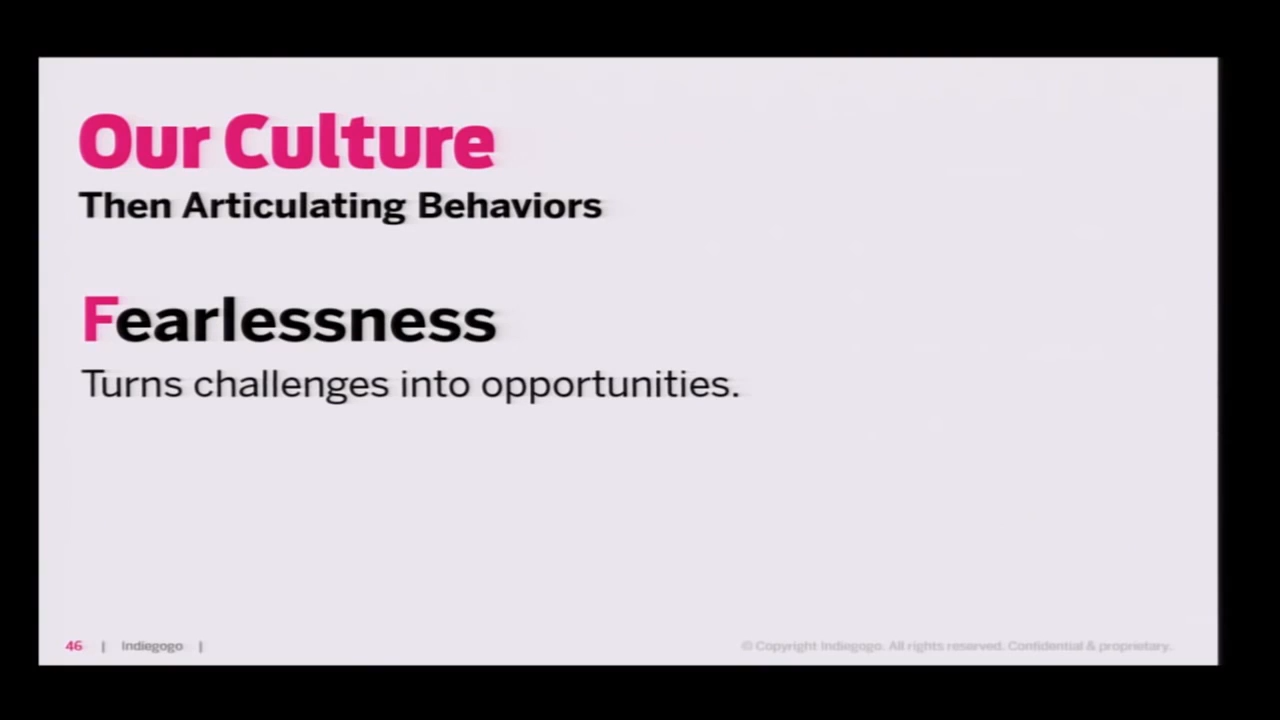 Our Culture
Then Articulating Behaviors
Fearlessness
Turns challenges into opportunities.
46 | Indiegogo |
© Copyright Indiegogo. All rights reserved. Confidential & proprietary.